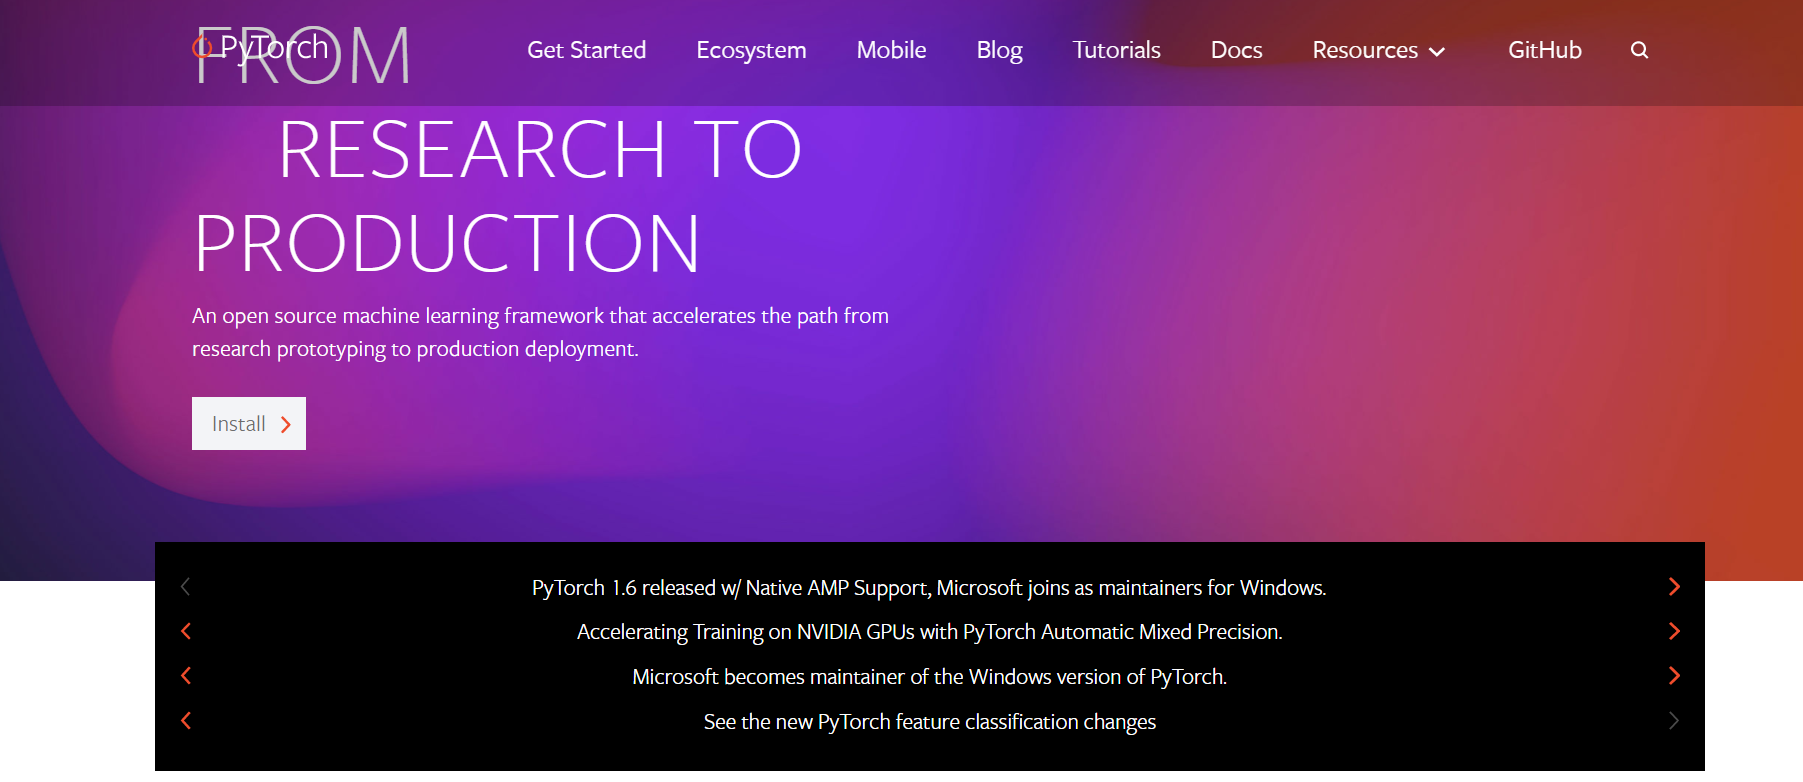 PyTorch
Get Started
Ecosystem
Mobile
Blog
Tutorials
Docs
Resources
GitHub
FROM
RESEARCH TO
PRODUCTION
An open source machine learning framework that accelerates the path from
research prototyping to production deployment.
Install
PyTorch 1.6 released w/ Native AMP Support, Microsoft joins as maintainers for Windows.
Accelerating Training on NVIDIA GPUs with PyTorch Automatic Mixed Precision.
Microsoft becomes maintainer of the Windows version of PyTorch.
See the new PyTorch feature classification changes